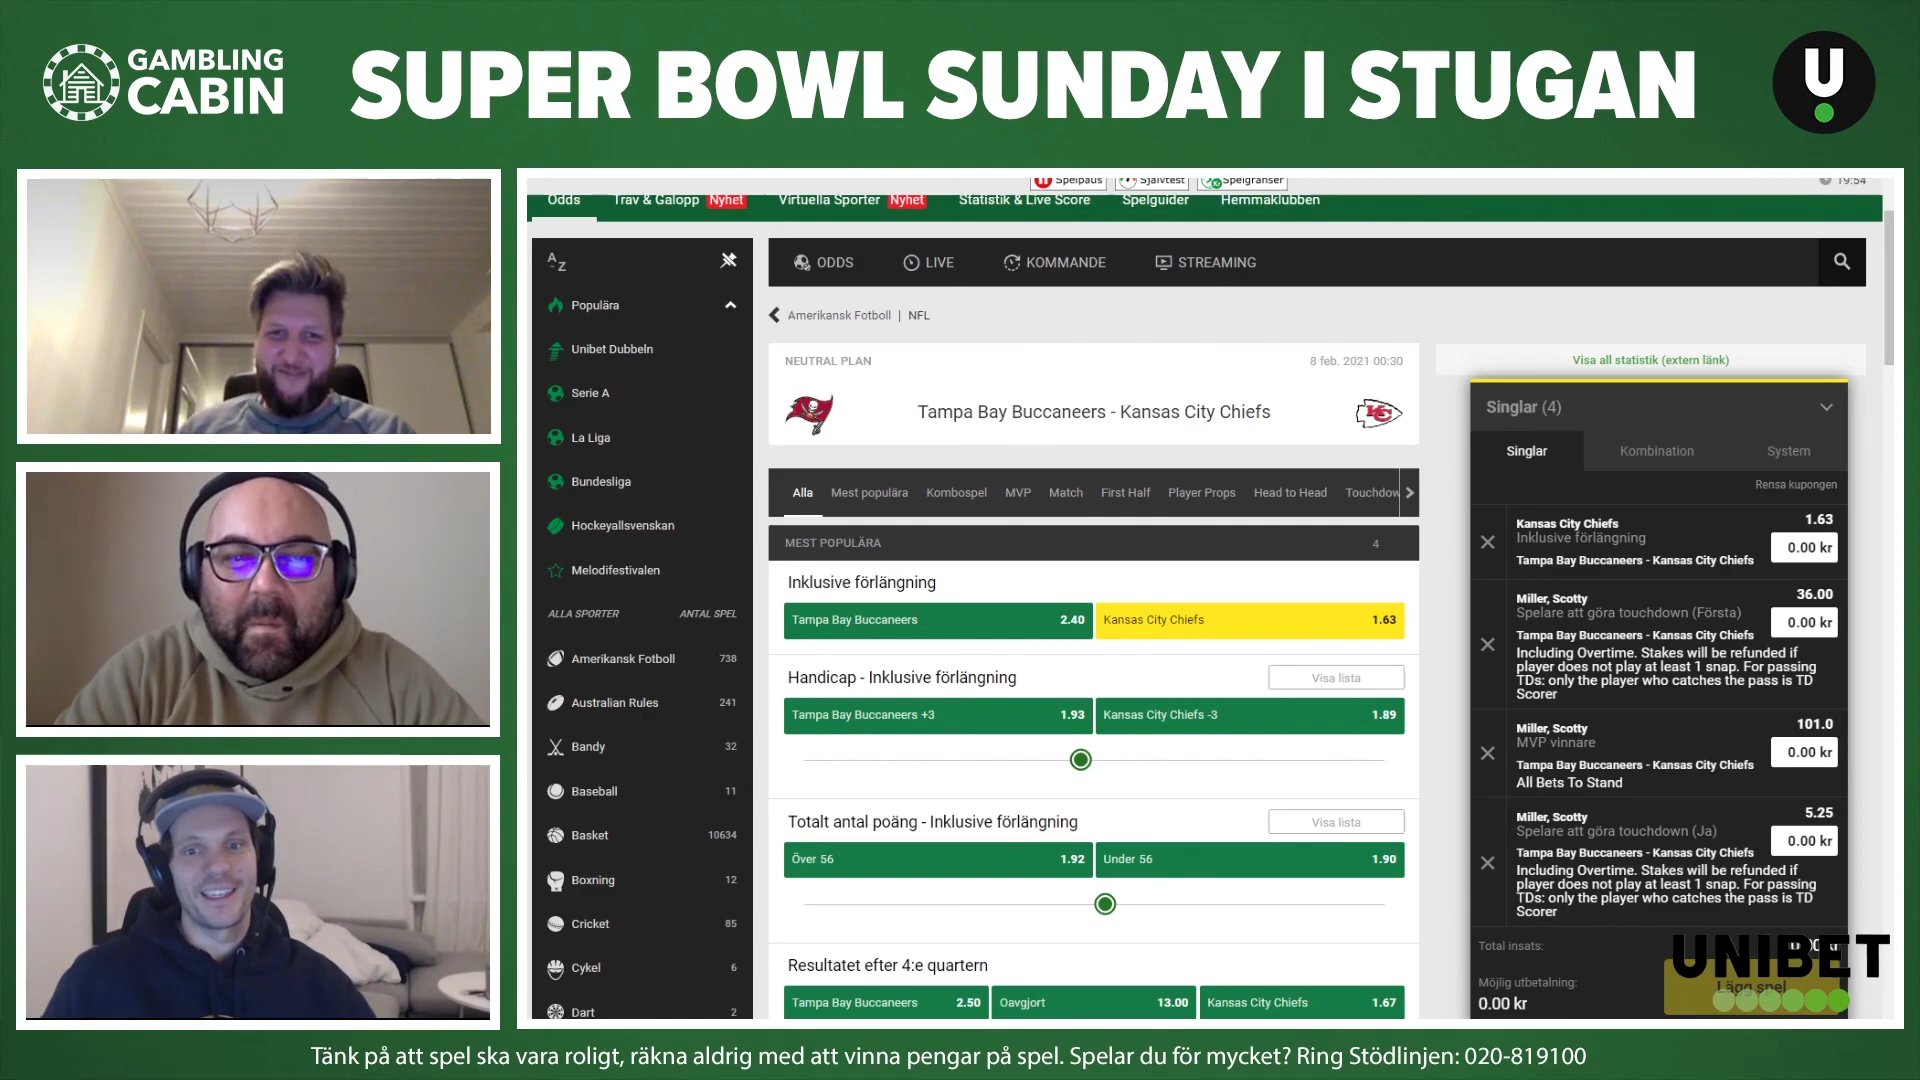 GAMBLING
CABIN
SUPER BOWL SUNDAY I STUGAN
U
Spelpaus
Självtest
Spelgränser
19:54
Odds
Trav & Galopp Nyhet
Virtuella Sporter Nyhet
Statistik & Live Score
Spelguider
Hemmaklubben
A
Z
Populära
Unibet Dubbeln
Serie A
La Liga
Bundesliga
Hockeyallsvenskan
Melodifestivalen
ALLA SPORTER ANTAL SPEL
Amerikansk Fotboll 738
Australian Rules 241
Bandy 32
Baseball 11
Basket 10634
Boxning 12
Cricket 85
Cykel 6
Dart 2
ODDS LIVE KOMMANDE STREAMING
Amerikansk Fotboll | NFL
NEUTRAL PLAN 8 feb. 2021 00:30
Tampa Bay Buccaneers - Kansas City Chiefs
KC
Alla Mest populära Kombospel MVP Match First Half Player Props Head to Head Touchdow
MEST POPULÄRA 4
Inklusive förlängning
Tampa Bay Buccaneers 2.40 Kansas City Chiefs 1.63
Handicap - Inklusive förlängning Visa lista
Tampa Bay Buccaneers +3 1.93 Kansas City Chiefs -3 1.89
Totalt antal poäng - Inklusive förlängning Visa lista
Över 56 1.92 Under 56 1.90
Resultatet efter 4:e quartern
Tampa Bay Buccaneers 2.50 Oavgjort 13.00 Kansas City Chiefs 1.67
Visa all statistik (extern länk)
Singlar (4)
Singlar Kombination System
Rensa kupongen
Kansas City Chiefs 1.63
Inklusive förlängning 0.00 kr
Tampa Bay Buccaneers - Kansas City Chiefs
Miller, Scotty 36.00
Spelare att göra touchdown (Första) 0.00 kr
Tampa Bay Buccaneers - Kansas City Chiefs
Including Overtime. Stakes will be refunded if
player does not play at least 1 snap. For passing
TDs: only the player who catches the pass is TD
Scorer
Miller, Scotty 101.0
MVP vinnare 0.00 kr
Tampa Bay Buccaneers - Kansas City Chiefs
All Bets To Stand
Miller, Scotty 5.25
Spelare att göra touchdown (Ja) 0.00 kr
Tampa Bay Buccaneers - Kansas City Chiefs
Including Overtime. Stakes will be refunded if
player does not play at least 1 snap. For passing
TDs: only the player who catches the pass is TD
Scorer
Total insats:
UNIBET
Möjlig utbetalning:
0.00 kr
Lägg spel
Tänk på att spel ska vara roligt, räkna aldrig med att vinna pengar på spel. Spelar du för mycket? Ring Stödlinjen: 020-819100